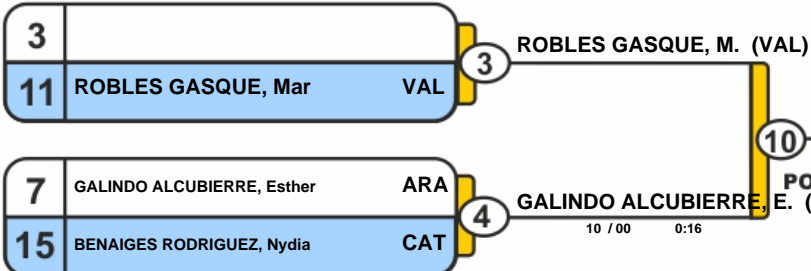 3
11 ROBLES GASQUE, Mar VAL
3
ROBLES GASQUE, M. (VAL)
10
7 GALINDO ALCUBIERRE, Esther ARA
15 BENAIGES RODRIGUEZ, Nydia CAT
4
GALINDO ALCUBIERRE, E. (
PO
10 / 00 0:16